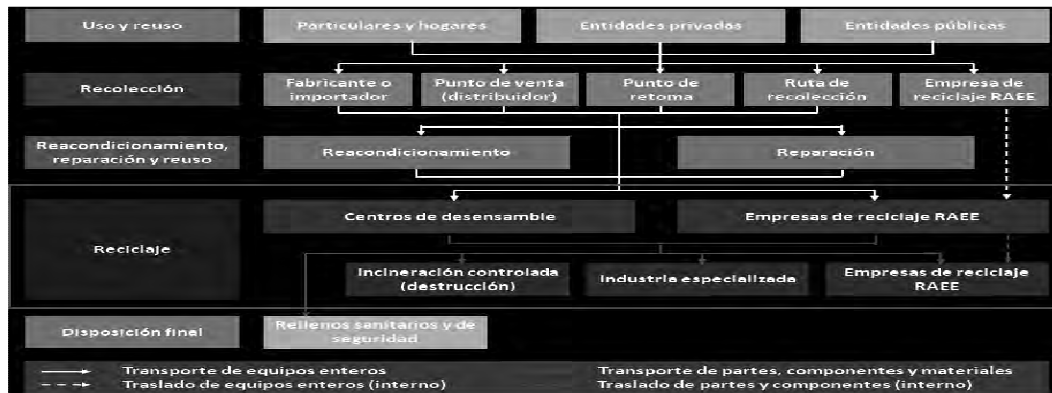 Uso y reuso
Particulares y hogares
Entidades privadas
Entidades públicas
Recolección
Fabricante o
importador
Punto de venta
(distribuidor)
Punto de
retoma
Ruta de
recolección
Empresa de
reciclaje RAEE
Reacondicionamiento,
reparación y reuso
Reacondicionamiento
Reparación
Reciclaje
Centros de desensamble
Empresas de reciclaje RAEE
Incineración controlada
(destrucción)
Industria especializada
Empresas de reciclaje
RAEE
Disposición final
Rellenos sanitarios y de
seguridad
Transporte de equipos enteros
Transporte de partes, componentes y materiales
Traslado de equipos enteros (interno)
Traslado de partes y componentes (interno)